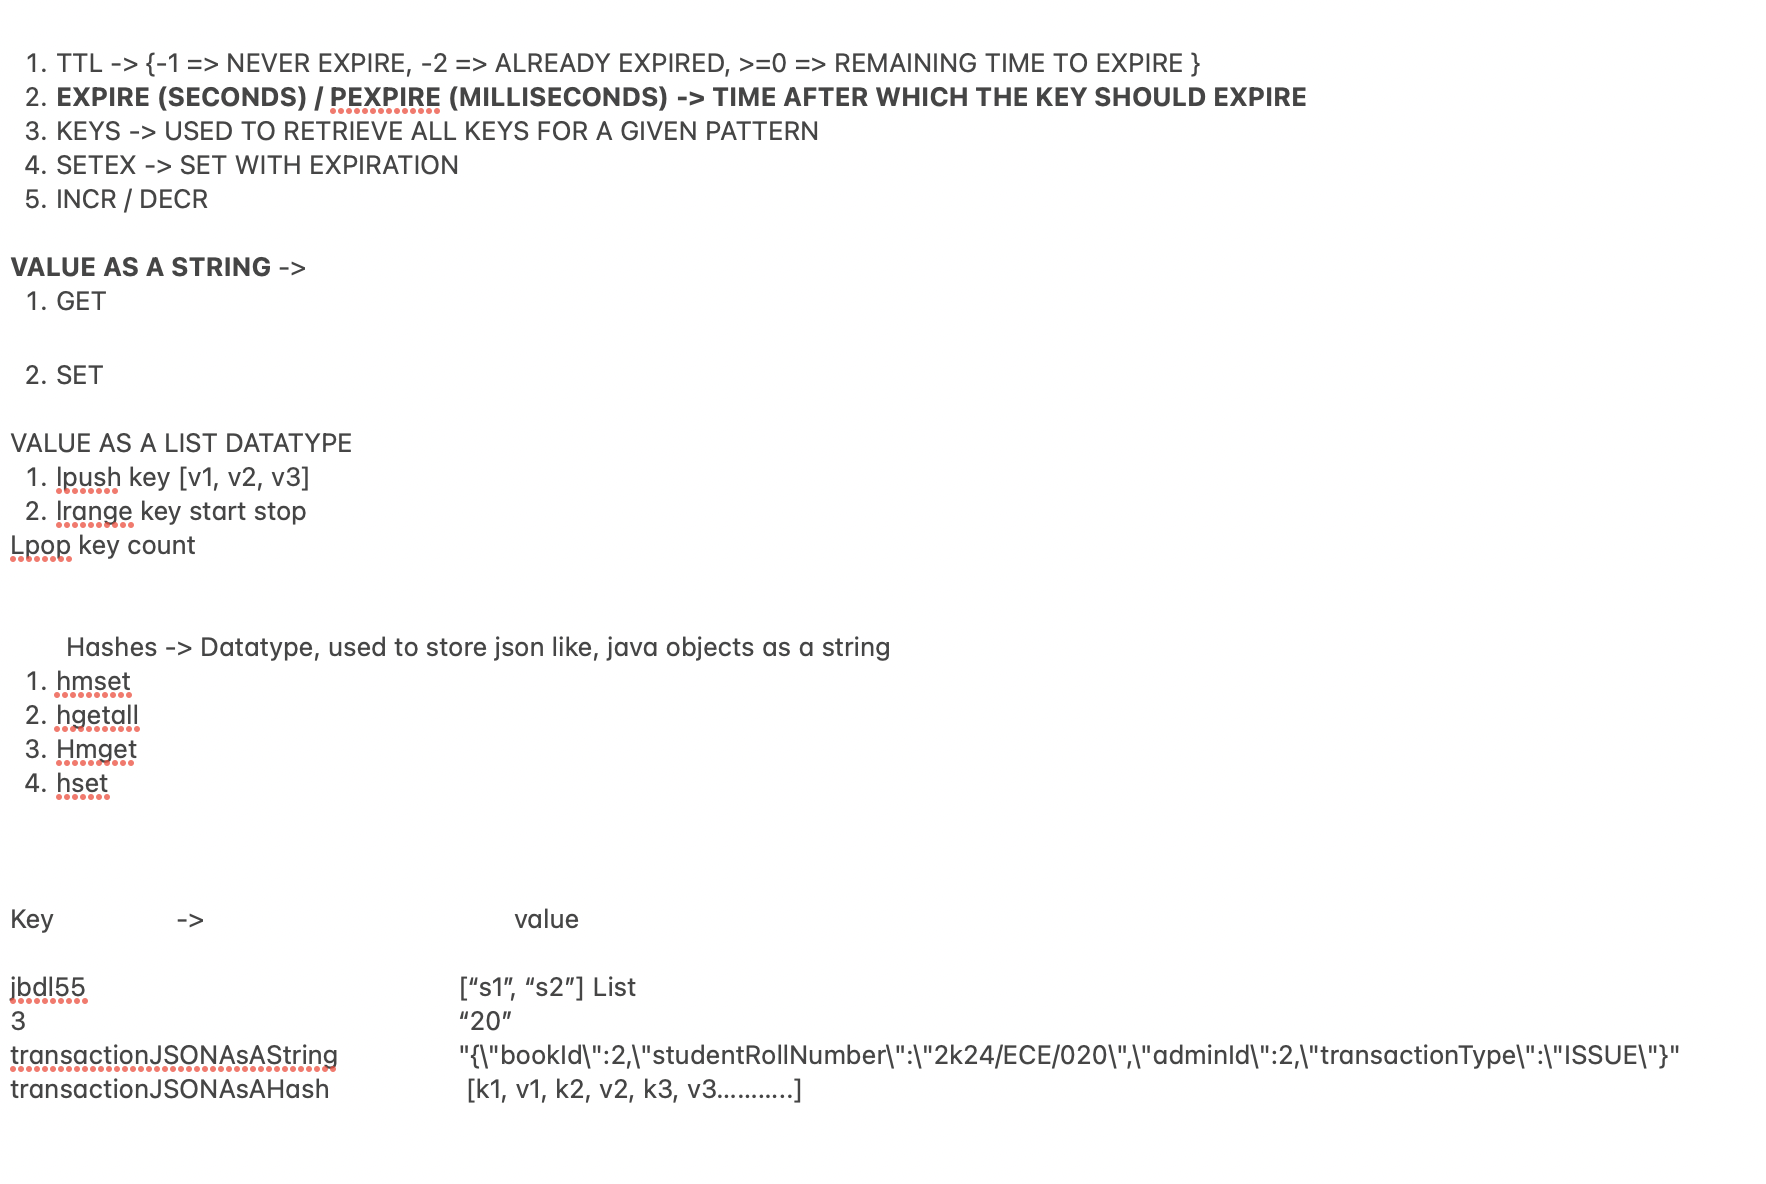 1. TTL -> {-1 => NEVER EXPIRE, -2 => ALREADY EXPIRED, >=0 => REMAINING TIME TO EXPIRE }
2. EXPIRE (SECONDS) / PEXPIRE (MILLISECONDS) -> TIME AFTER WHICH THE KEY SHOULD EXPIRE
3. KEYS -> USED TO RETRIEVE ALL KEYS FOR A GIVEN PATTERN
4. SETEX -> SET WITH EXPIRATION
5. INCR / DECR
VALUE AS A STRING ->
1. GET
2. SET
VALUE AS A LIST DATATYPE
1. lpush key [v1, v2, v3]
2. lrange key start stop
Lpop key count
Hashes -> Datatype, used to store json like, java objects as a string
1. hmset
2. hgetall
3. Hmget
4. hset
Key -> value
jbdl55 [“s1”, “s2”] List
3 “20”
transactionJSONAsAString "{\"bookId\":2,\"studentRollNumber\":\"2k24/ECE/020\",\"adminId\":2,\"transactionType\":\"ISSUE\"}"
transactionJSONAsAHash [k1, v1, k2, v2, k3, v3………..]